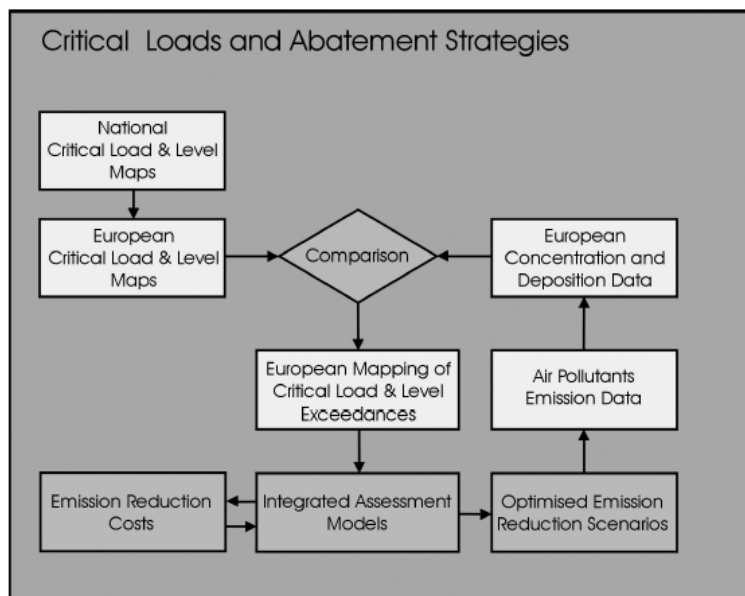 Critical Loads and Abatement Strategies
National
Critical Load & Level
Maps
European
Critical Load & Level
Maps
Comparison
European
Concentration and
Deposition Data
European Mapping of
Critical Load & Level
Exceedances
Air Pollutants
Emission Data
Emission Reduction
Costs
Integrated Assessment
Models
Optimised Emission
Reduction Scenarios